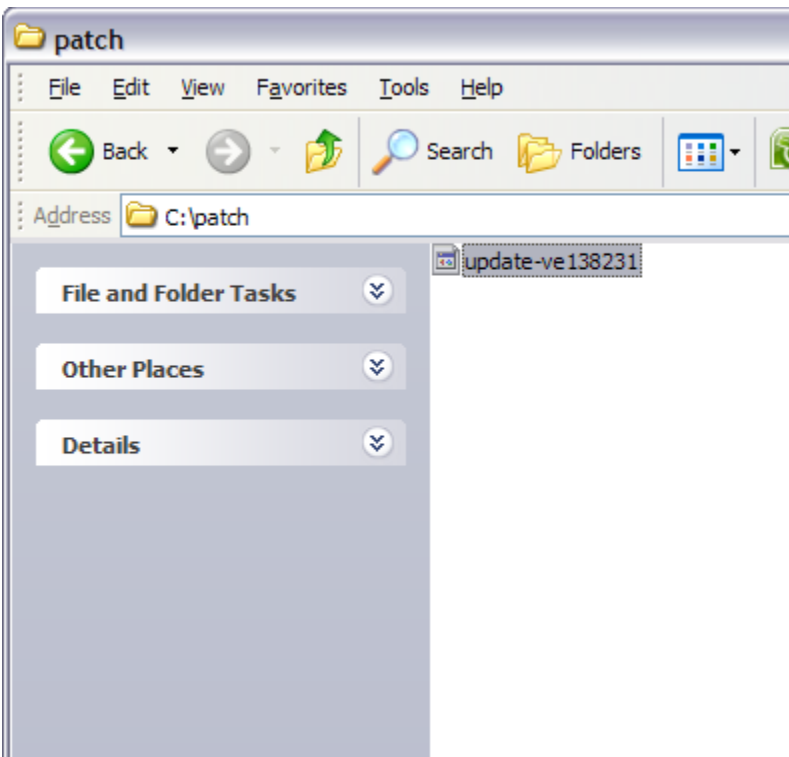 patch
File Edit View Favorites Tools Help
Back Search Folders
Address C:\patch
update-ve138231
File and Folder Tasks
Other Places
Details